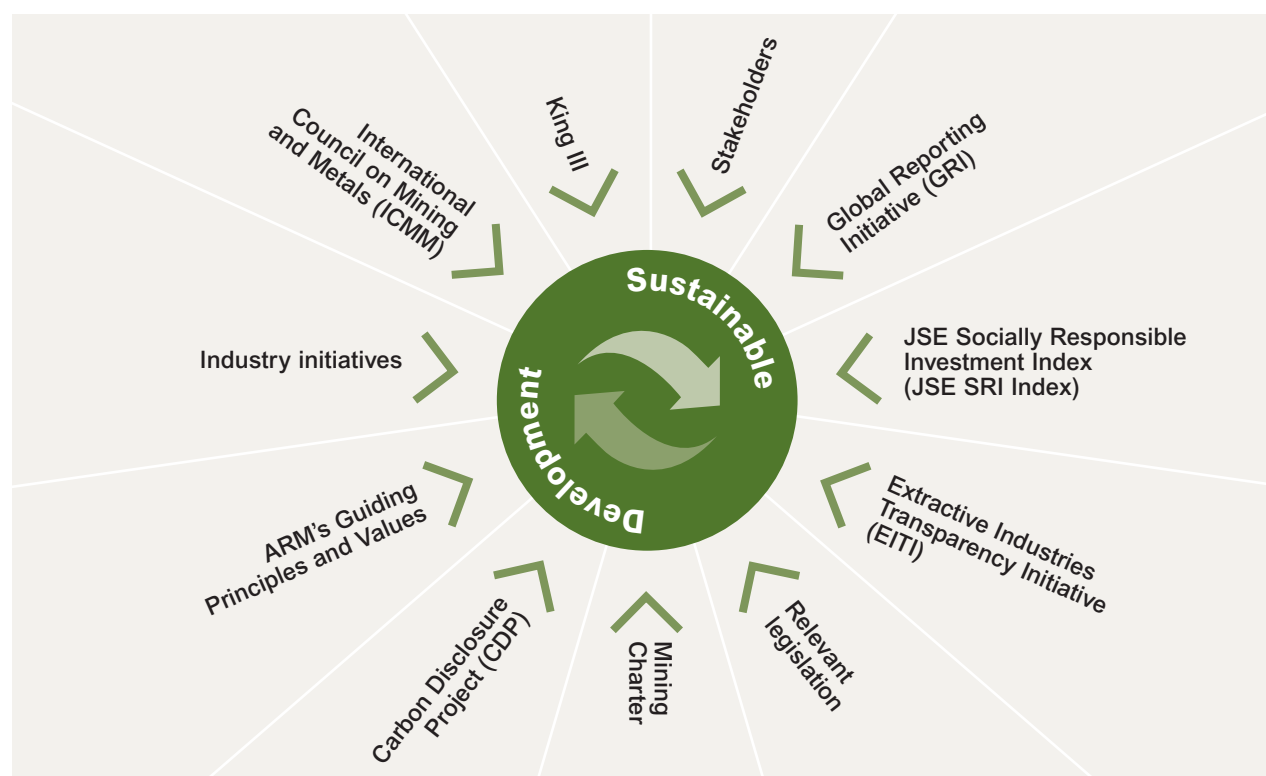 Sustainable
Development
Stakeholders
Global Reporting
Initiative (GRI)
JSE Socially Responsible
Investment Index
(JSE SRI Index)
Extractive Industries
Transparency Initiative
(EITI)
Relevant
legislation
Mining
Charter
Carbon Disclosure
Project (CDP)
ARM’s Guiding
Principles and Values
Industry initiatives
International
Council on Mining
and Metals (ICMM)
King III